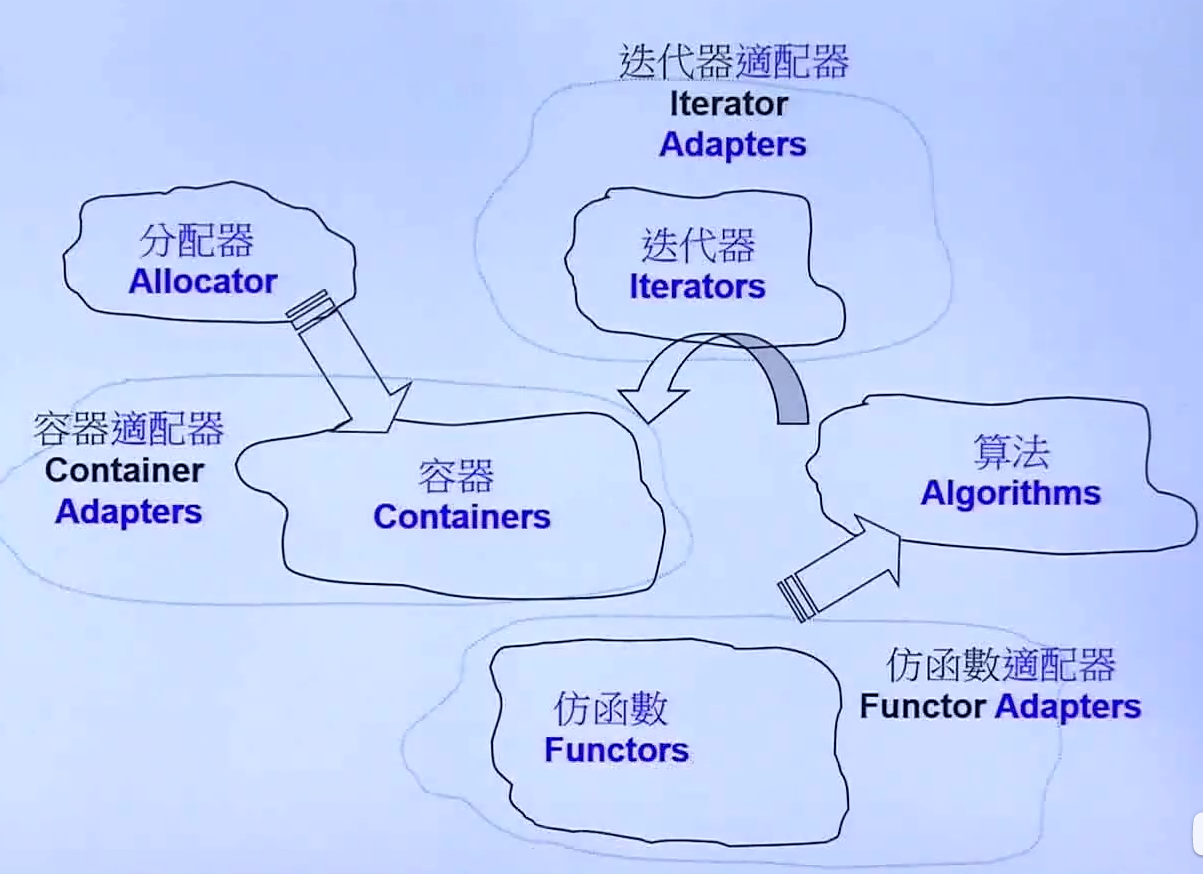 迭代器適配器
Iterator
Adapters
分配器
Allocator
迭代器
Iterators
容器適配器
Container
Adapters
容器
Containers
算法
Algorithms
仿函數
Functors
仿函數適配器
Functor Adapters